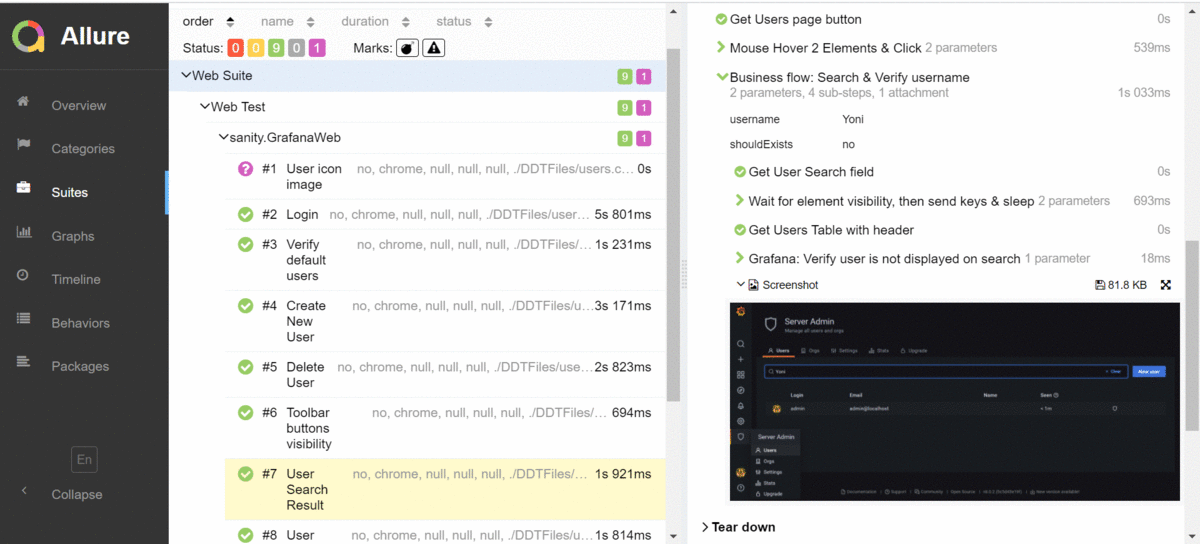 Allure
Overview
Categories
Suites
Graphs
Timeline
Behaviors
Packages
En
Collapse
order name duration status
Status: 0 0 9 0 1 Marks:
Web Suite 9 1
Web Test 9 1
sanity.GrafanaWeb 9 1
#1 User icon no, chrome, null, null, null, ./DDTFiles/users.c... 0s
image
#2 Login no, chrome, null, null, null, ./DDTFiles/user... 5s 801ms
#3 Verify no, chrome, null, null, null, ./DDTFiles/... 1s 231ms
default
users
#4 Create no, chrome, null, null, null, ./DDTFiles/u... 3s 171ms
New
User
#5 Delete no, chrome, null, null, null, ./DDTFiles/use... 2s 823ms
User
#6 Toolbar no, chrome, null, null, null, ./DDTFiles/... 694ms
buttons
visibility
#7 User no, chrome, null, null, null, ./DDTFiles/... 1s 921ms
Search
Result
#8 User no, chrome, null, null, null, ./DDTFiles/u... 1s 814ms
Get Users page button 0s
Mouse Hover 2 Elements & Click 2 parameters 539ms
Business flow: Search & Verify username
2 parameters, 4 sub-steps, 1 attachment 1s 033ms
username Yoni
shouldExists no
Get User Search field 0s
Wait for element visibility, then send keys & sleep 2 parameters 693ms
Get Users Table with header 0s
Grafana: Verify user is not displayed on search 1 parameter 18ms
Screenshot 81.8 KB
Server Admin
Manage all users and orgs
Users Orgs Settings Stats Upgrade
Yoni Clear New user
Login Email Name Seen
admin admin@localhost < 1m
Server Admin
Users
Orgs
Settings
Stats
Upgrade
Documentation | Support | Community | Open Source | New version available!
Tear down